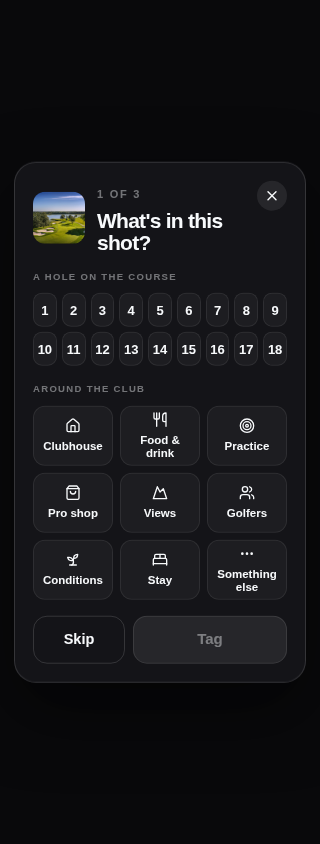 1 OF 3
What's in this
shot?
A HOLE ON THE COURSE
1 2 3 4 5 6 7 8 9
10 11 12 13 14 15 16 17 18
AROUND THE CLUB
Clubhouse
Food &
drink
Practice
Pro shop
Views
Golfers
Conditions
Stay
Something
else
Skip
Tag